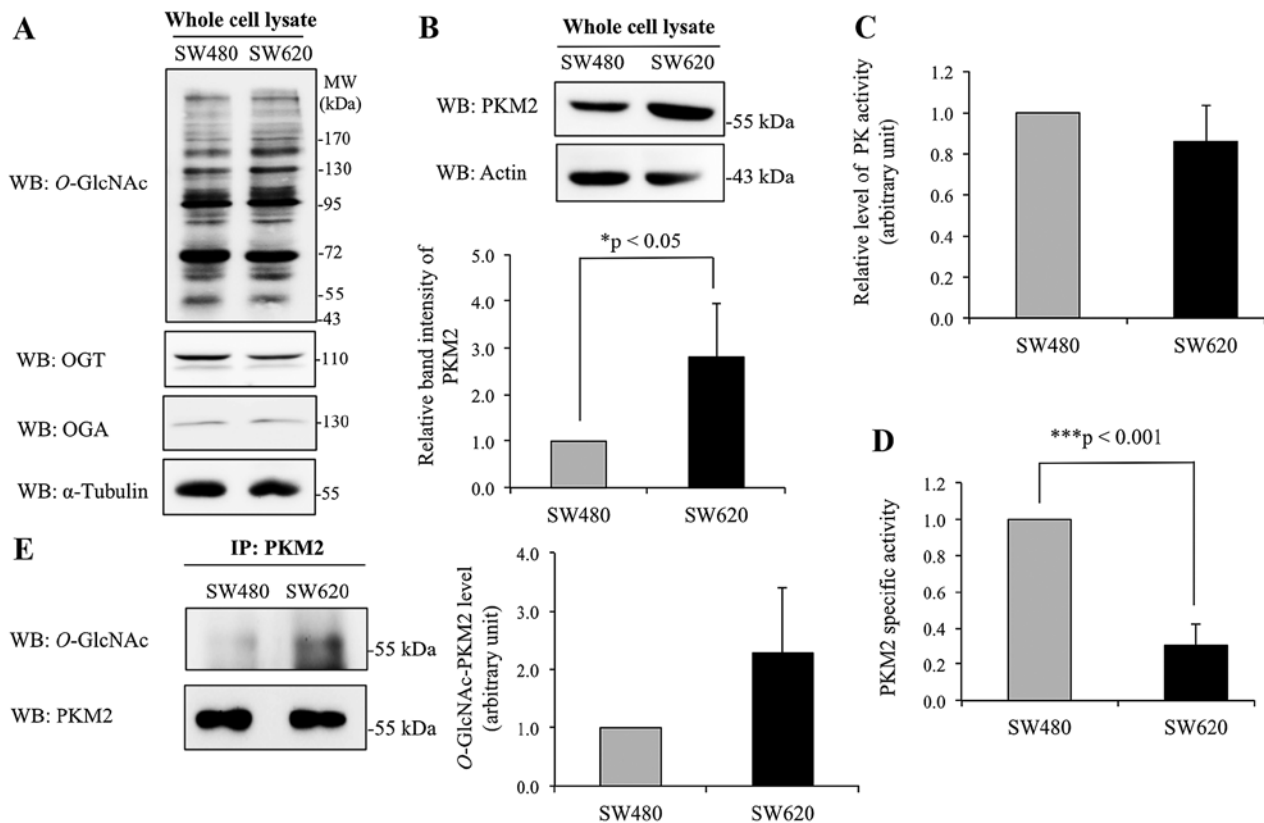 A
Whole cell lysate
SW480 SW620
MW
(kDa)
-170
-130
-95
-72
-55
-43
WB: O-GlcNAc
WB: OGT
-110
WB: OGA
-130
WB: α-Tubulin
-55
B
Whole cell lysate
SW480 SW620
WB: PKM2
-55 kDa
WB: Actin
-43 kDa
*p < 0.05
Relative band intensity of
PKM2
5.0
4.0
3.0
2.0
1.0
0.0
SW480 SW620
C
Relative level of PK activity
(arbitrary unit)
1.2
1.0
0.8
0.6
0.4
0.2
0.0
SW480 SW620
D
***p < 0.001
PKM2 specific activity
1.2
1.0
0.8
0.6
0.4
0.2
0.0
SW480 SW620
E
IP: PKM2
SW480 SW620
WB: O-GlcNAc
-55 kDa
WB: PKM2
-55 kDa
O-GlcNAc-PKM2 level
(arbitrary unit)
4.0
3.0
2.0
1.0
0.0
SW480 SW620